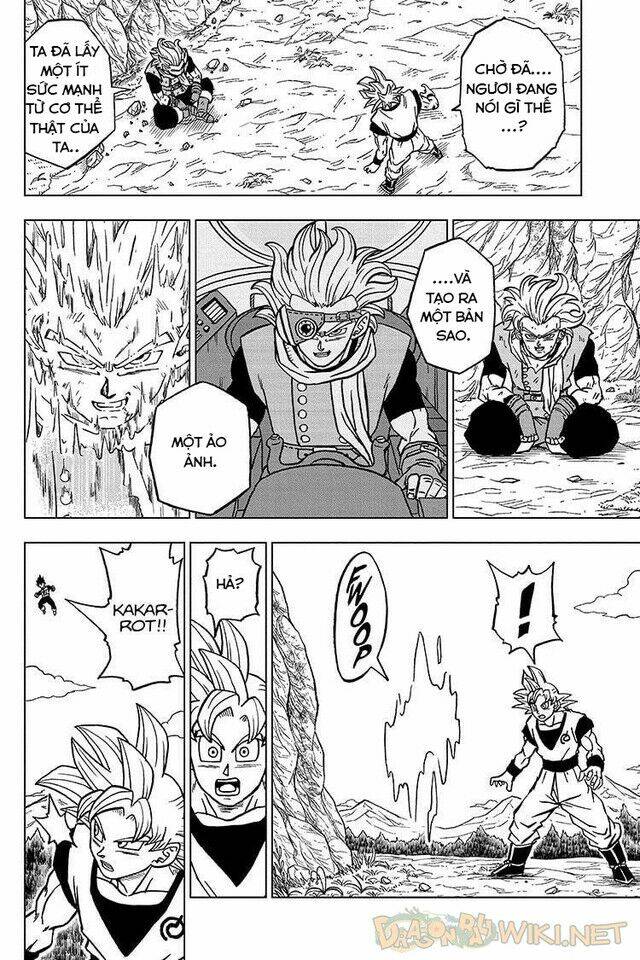 CHỜ ĐÃ....
NGƯƠI ĐANG
NÓI GÌ THẾ
...?
TA ĐÃ LẤY
MỘT ÍT
SỨC MẠNH
TỪ CƠ THỂ
THẬT CỦA
TA..
....VÀ
TẠO RA
MỘT BẢN
SAO.
MỘT ẢO
ẢNH.
!
FWOOP
HẢ?
KAKAR-
ROT!!
DRAGONBALLWIKI.NET